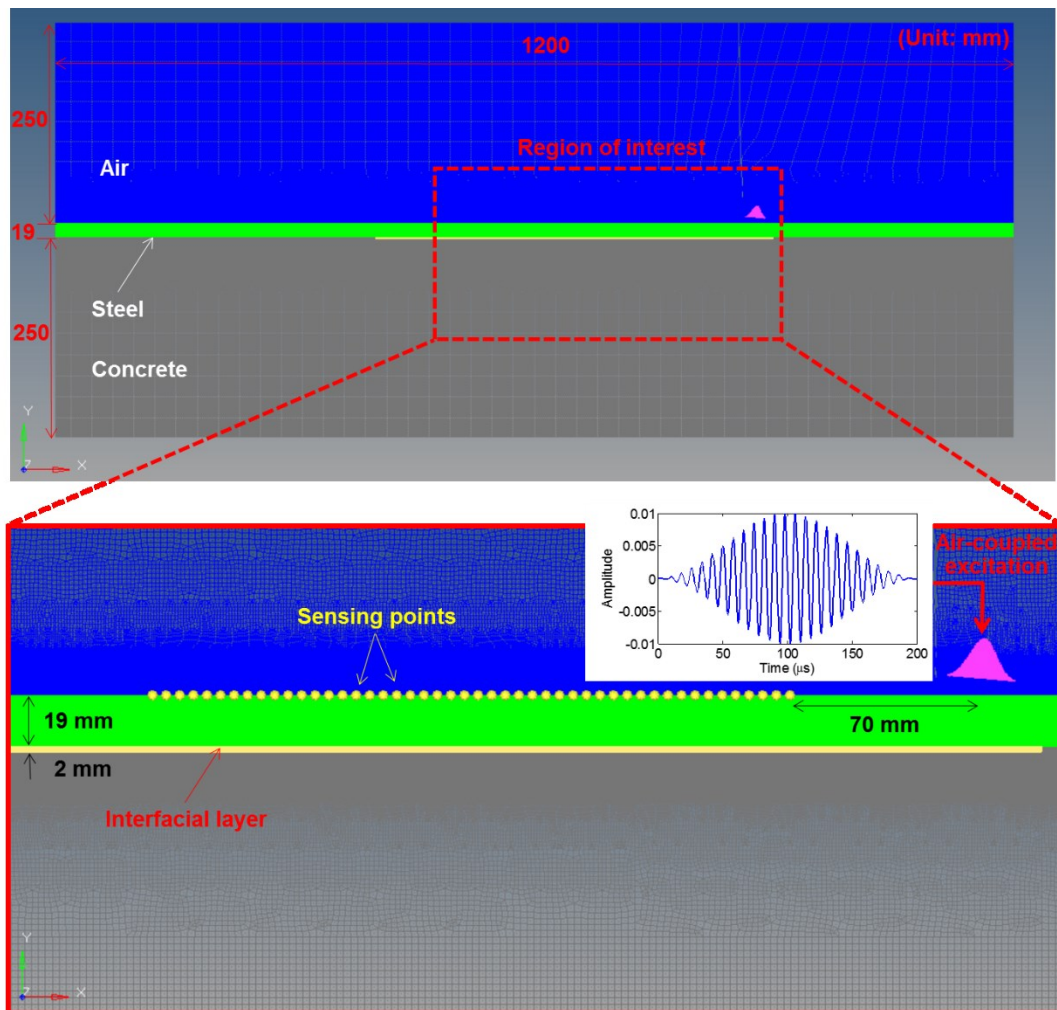 1200
(Unit: mm)
250
Air
Region of interest
19
Steel
250
Concrete
Y
Z
X
0.01
0.005
0
-0.005
-0.01
Amplitude
0
50
100
150
200
Time (μs)
Air-coupled
excitation
Sensing points
19 mm
70 mm
2 mm
Interfacial layer
Y
Z
X